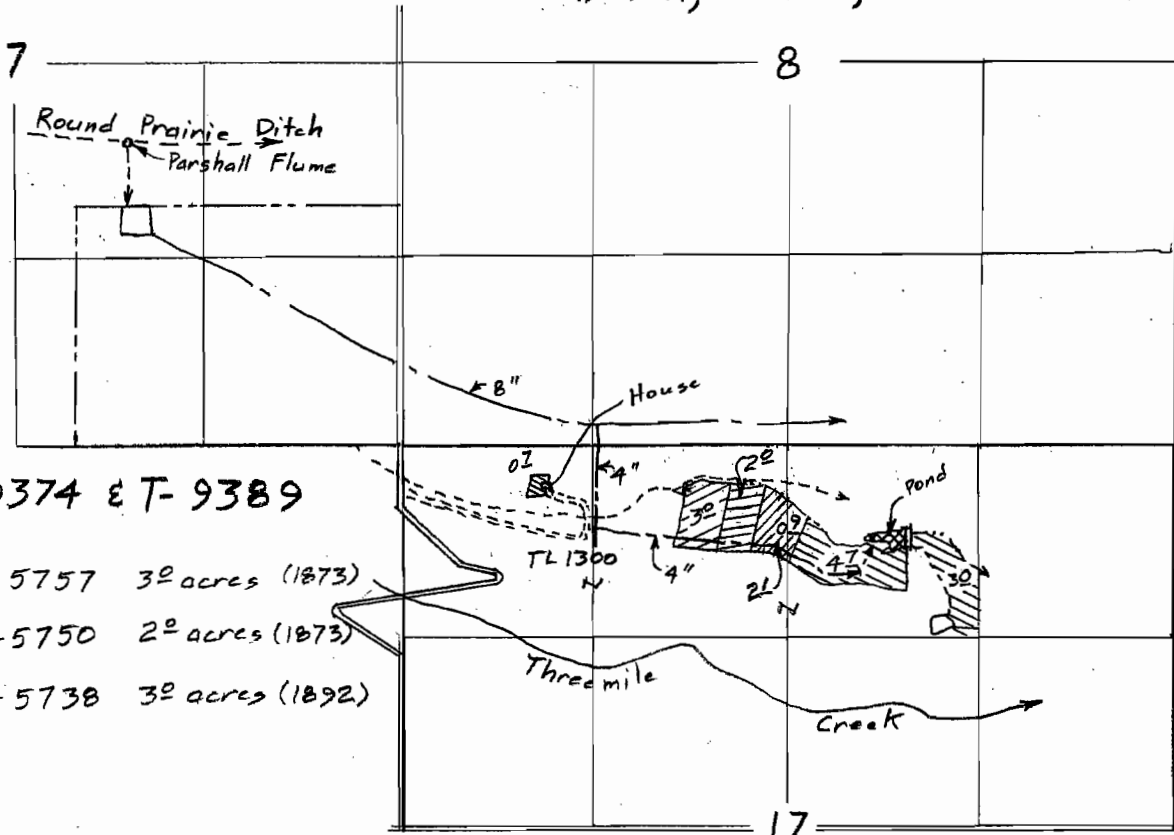 7
8
Round Prairie Ditch
Parshall Flume
8"
House
0374 & T-9389
0 1
4"
2 0
3 0
0 9
Pond
5757 3 0 acres (1873)
TL 1300
4"
2 1
4 7
3 0
5750 2 0 acres (1873)
5738 3 0 acres (1892)
Threemile
Creek
17